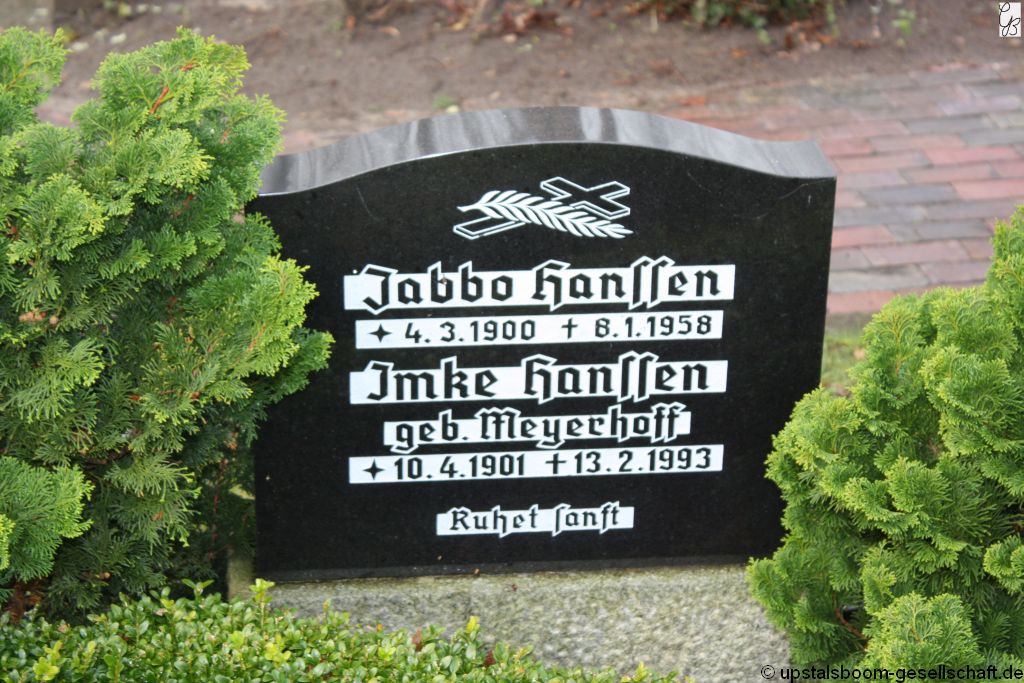 Jabbo Hanssen
✦ 4.3.1900 ✝ 8.1.1958
Imke Hanssen
geb. Meyerhoff
✦ 10.4.1901 ✝ 13.2.1993
Ruhet sanft
© upstalsboom-gesellschaft.de